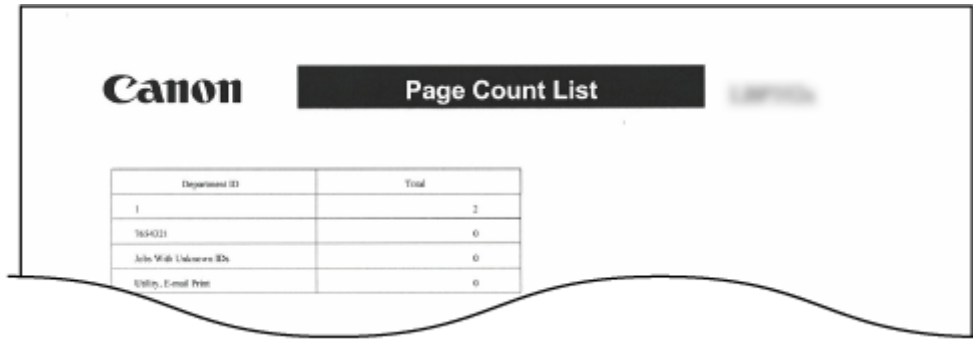 Canon
Page Count List
Department ID Total
1 2
7654321 0
Jobs With Unknown IDs 0
Utility, E-mail Print 0